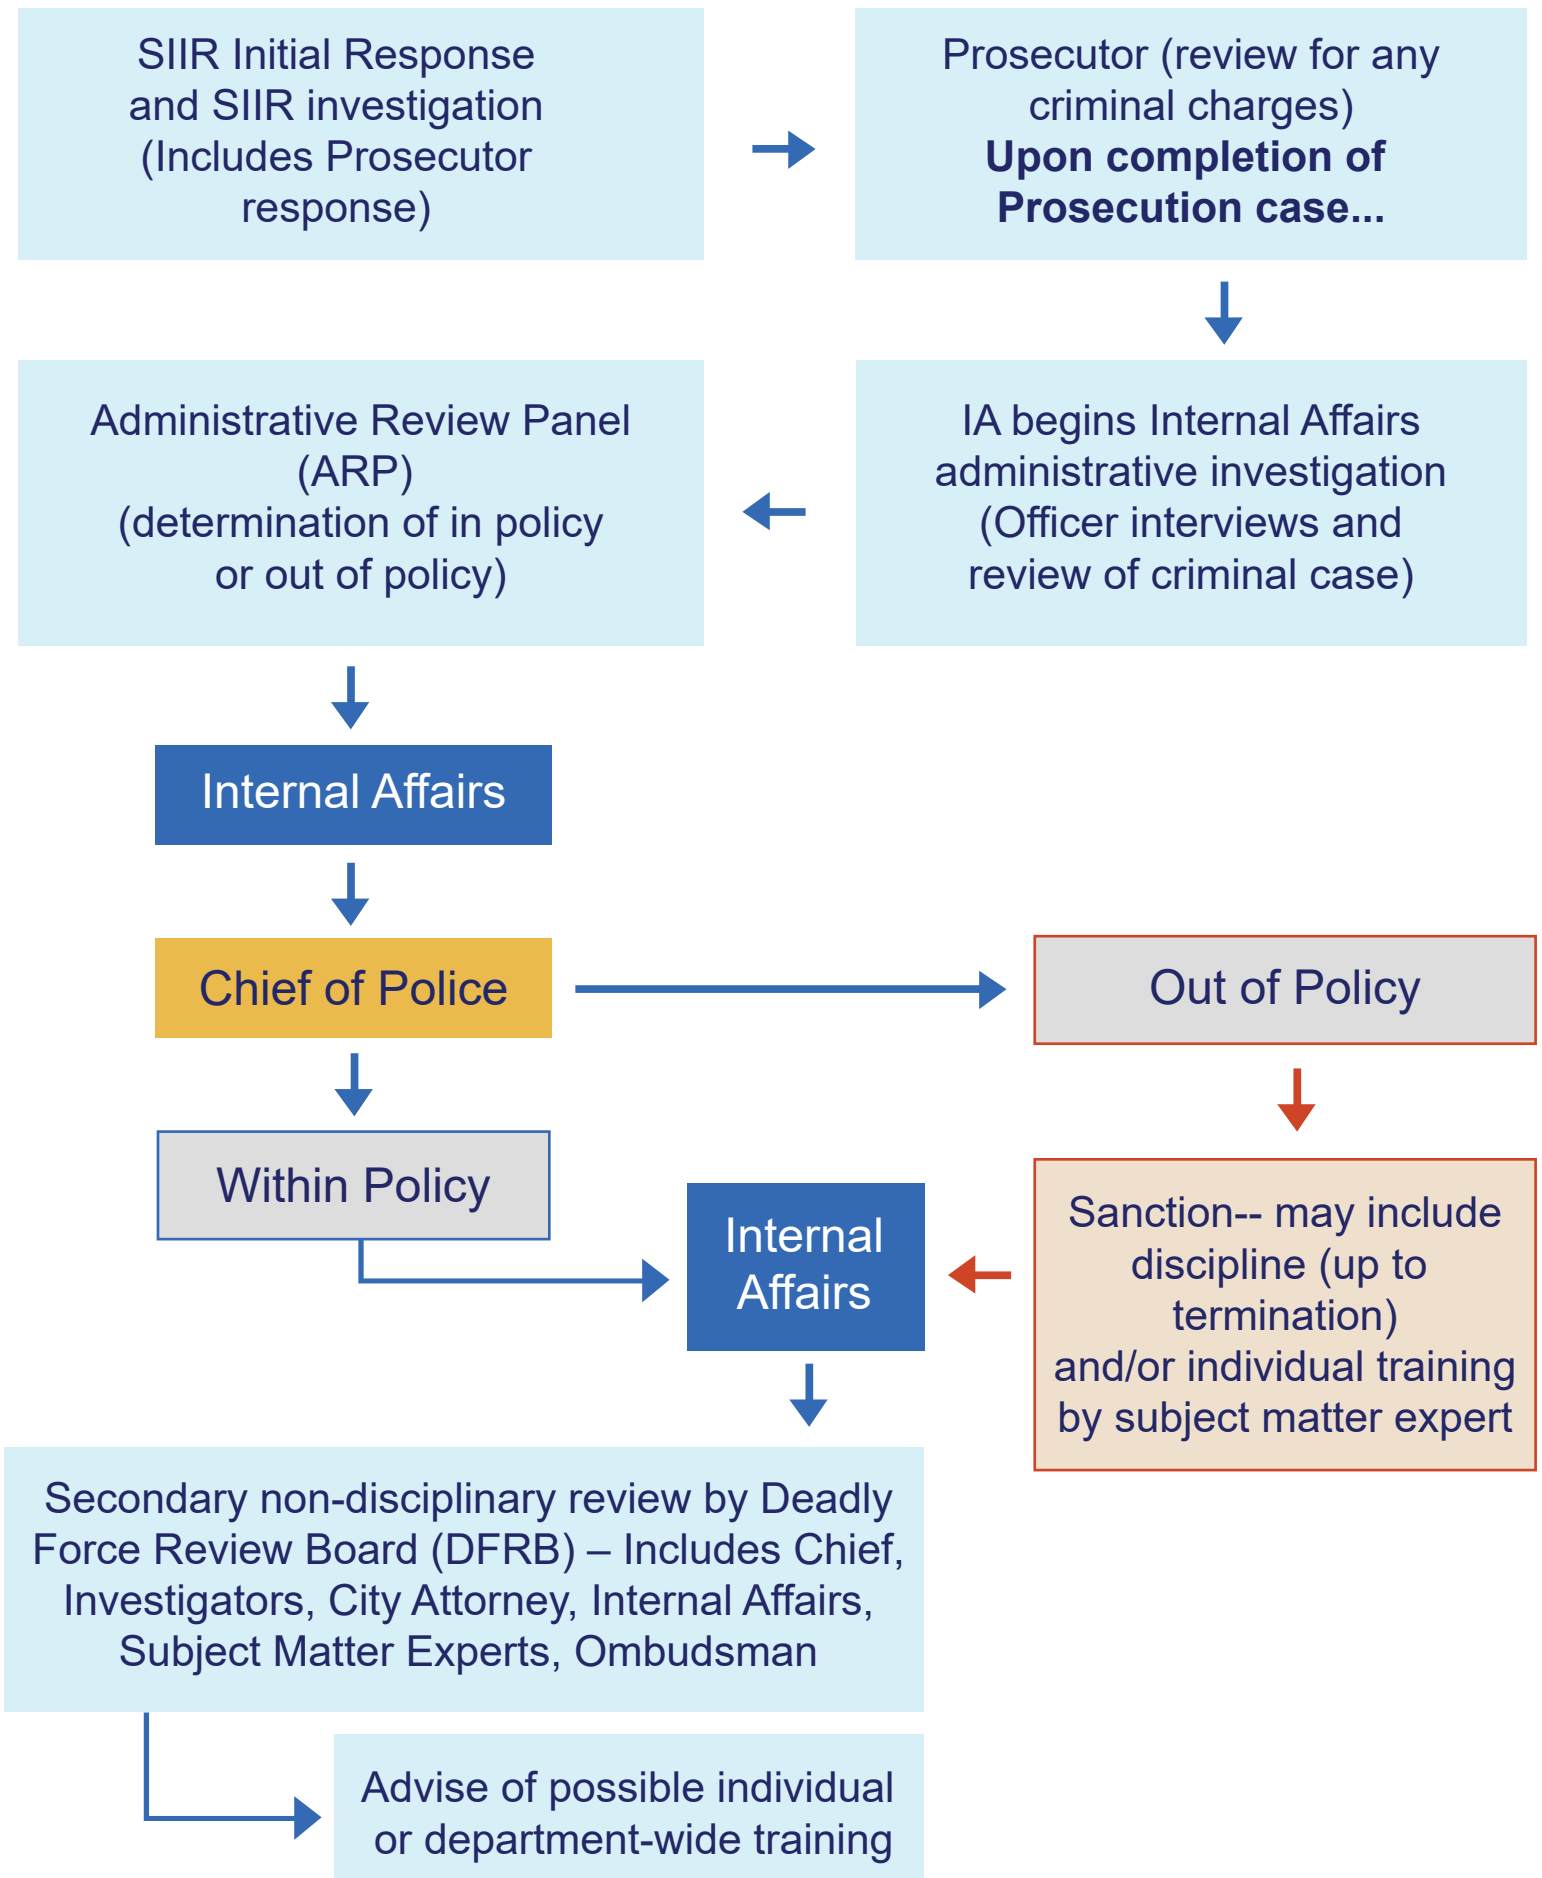 SIIR Initial Response
and SIIR investigation
(Includes Prosecutor
response)
Prosecutor (review for any
criminal charges)
Upon completion of
Prosecution case...
IA begins Internal Affairs
administrative investigation
(Officer interviews and
review of criminal case)
Administrative Review Panel
(ARP)
(determination of in policy
or out of policy)
Internal Affairs
Chief of Police
Out of Policy
Within Policy
Sanction-- may include
discipline (up to
termination)
and/or individual training
by subject matter expert
Internal
Affairs
Secondary non-disciplinary review by Deadly
Force Review Board (DFRB) – Includes Chief,
Investigators, City Attorney, Internal Affairs,
Subject Matter Experts, Ombudsman
Advise of possible individual
or department-wide training